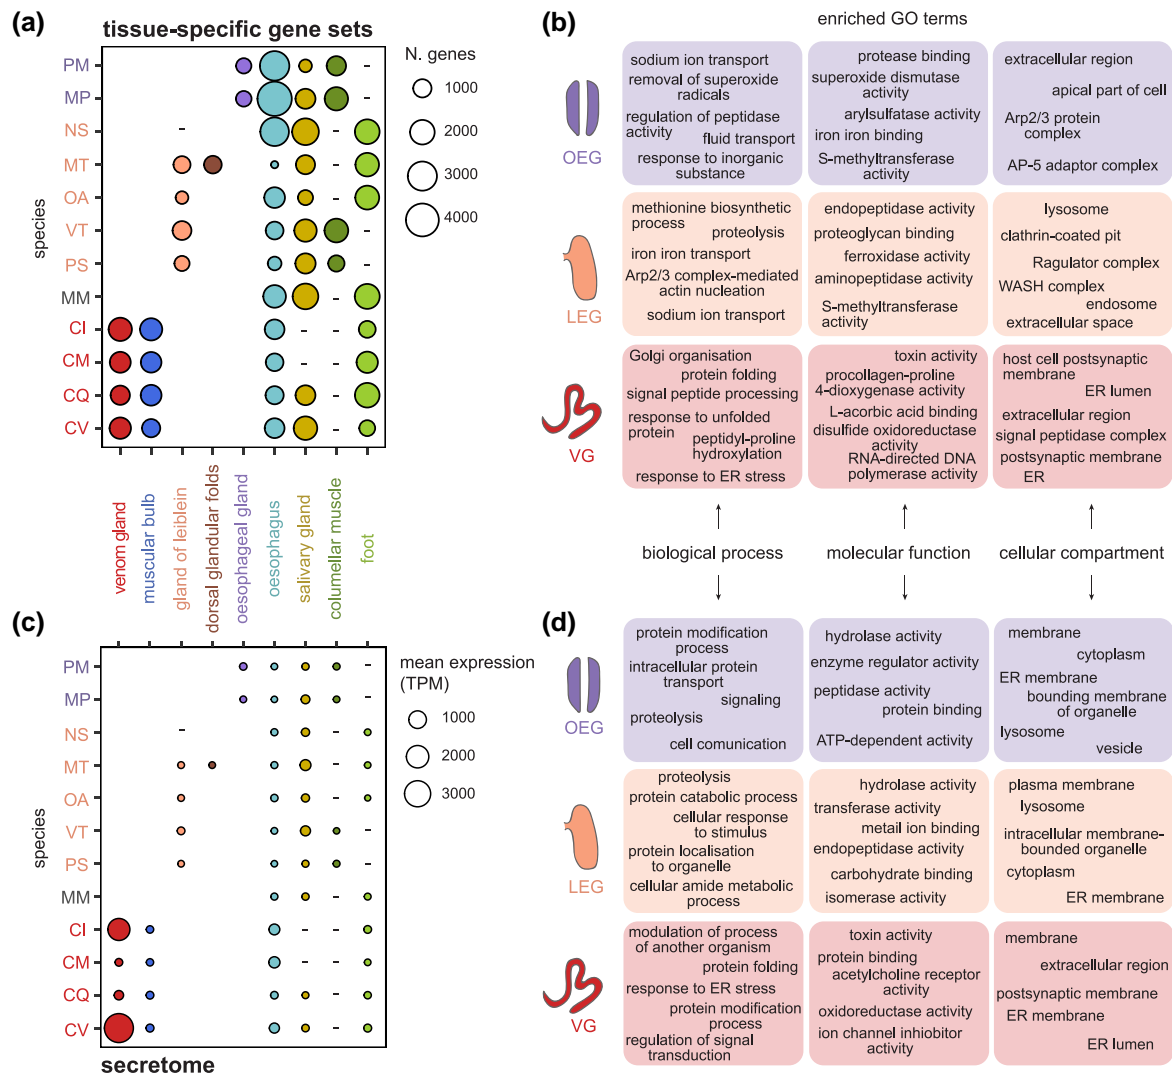 (a)
tissue-specific gene sets
PM
MP
NS
MT
OA
VT
PS
MM
CI
CM
CQ
CV
species
N. genes
1000
2000
3000
4000
venom gland
muscular bulb
gland of leiblein
dorsal glandular folds
oesophageal gland
oesophagus
salivary gland
columellar muscle
foot
(b)
enriched GO terms
OEG
sodium ion transport
removal of superoxide
radicals
regulation of peptidase
activity
fluid transport
response to inorganic
substance
protease binding
superoxide dismutase
activity
arylsulfatase activity
iron iron binding
S-methyltransferase
activity
extracellular region
apical part of cell
Arp2/3 protein
complex
AP-5 adaptor complex
LEG
methionine biosynthetic
process
proteolysis
iron iron transport
Arp2/3 complex-mediated
actin nucleation
sodium ion transport
endopeptidase activity
proteoglycan binding
ferroxidase activity
aminopeptidase activity
S-methyltransferase
activity
lysosome
clathrin-coated pit
Ragulator complex
WASH complex
endosome
extracellular space
VG
Golgi organisation
protein folding
signal peptide processing
response to unfolded
protein
peptidyl-proline
hydroxylation
response to ER stress
toxin activity
procollagen-proline
4-dioxygenase activity
L-acorbic acid binding
disulfide oxidoreductase
activity
RNA-directed DNA
polymerase activity
host cell postsynaptic
membrane
ER lumen
extracellular region
signal peptidase complex
postsynaptic membrane
ER
biological process
molecular function
cellular compartment
(c)
PM
MP
NS
MT
OA
VT
PS
MM
CI
CM
CQ
CV
species
mean expression
(TPM)
1000
2000
3000
secretome
(d)
OEG
protein modification
process
intracellular protein
transport
signaling
proteolysis
cell comunication
hydrolase activity
enzyme regulator activity
peptidase activity
protein binding
ATP-dependent activity
membrane
cytoplasm
ER membrane
bounding membrane
of organelle
lysosome
vesicle
LEG
proteolysis
protein catabolic process
cellular response
to stimulus
protein localisation
to organelle
cellular amide metabolic
process
hydrolase activity
transferase activity
metail ion binding
endopeptidase activity
carbohydrate binding
isomerase activity
plasma membrane
lysosome
intracellular membrane-
bounded organelle
cytoplasm
ER membrane
VG
modulation of process
of another organism
protein folding
response to ER stress
protein modification
process
regulation of signal
transduction
toxin activity
protein binding
acetylcholine receptor
activity
oxidoreductase activity
ion channel inhiobitor
activity
membrane
extracellular region
postsynaptic membrane
ER membrane
ER lumen